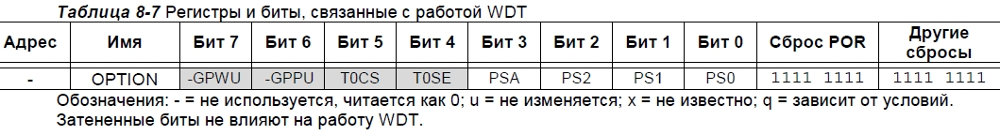 Таблица 8-7 Регистры и биты, связанные с работой WDT
Адрес Имя Бит 7 Бит 6 Бит 5 Бит 4 Бит 3 Бит 2 Бит 1 Бит 0 Сброс POR Другие сбросы
- OPTION -GPWU -GPPU T0CS T0SE PSA PS2 PS1 PS0 1111 1111 1111 1111
Обозначения: - = не используется, читается как 0; u = не изменяется; x = не известно; q = зависит от условий.
Затененные биты не влияют на работу WDT.